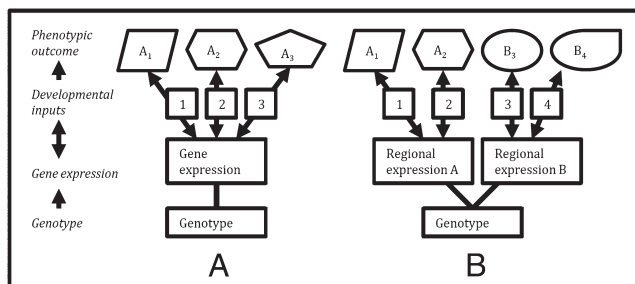 Phenotypic
outcome
Developmental
inputs
Gene expression
Genotype
A1
A2
A3
1
2
3
Gene
expression
Genotype
A
A1
A2
B3
B4
1
2
3
4
Regional
expression A
Regional
expression B
Genotype
B